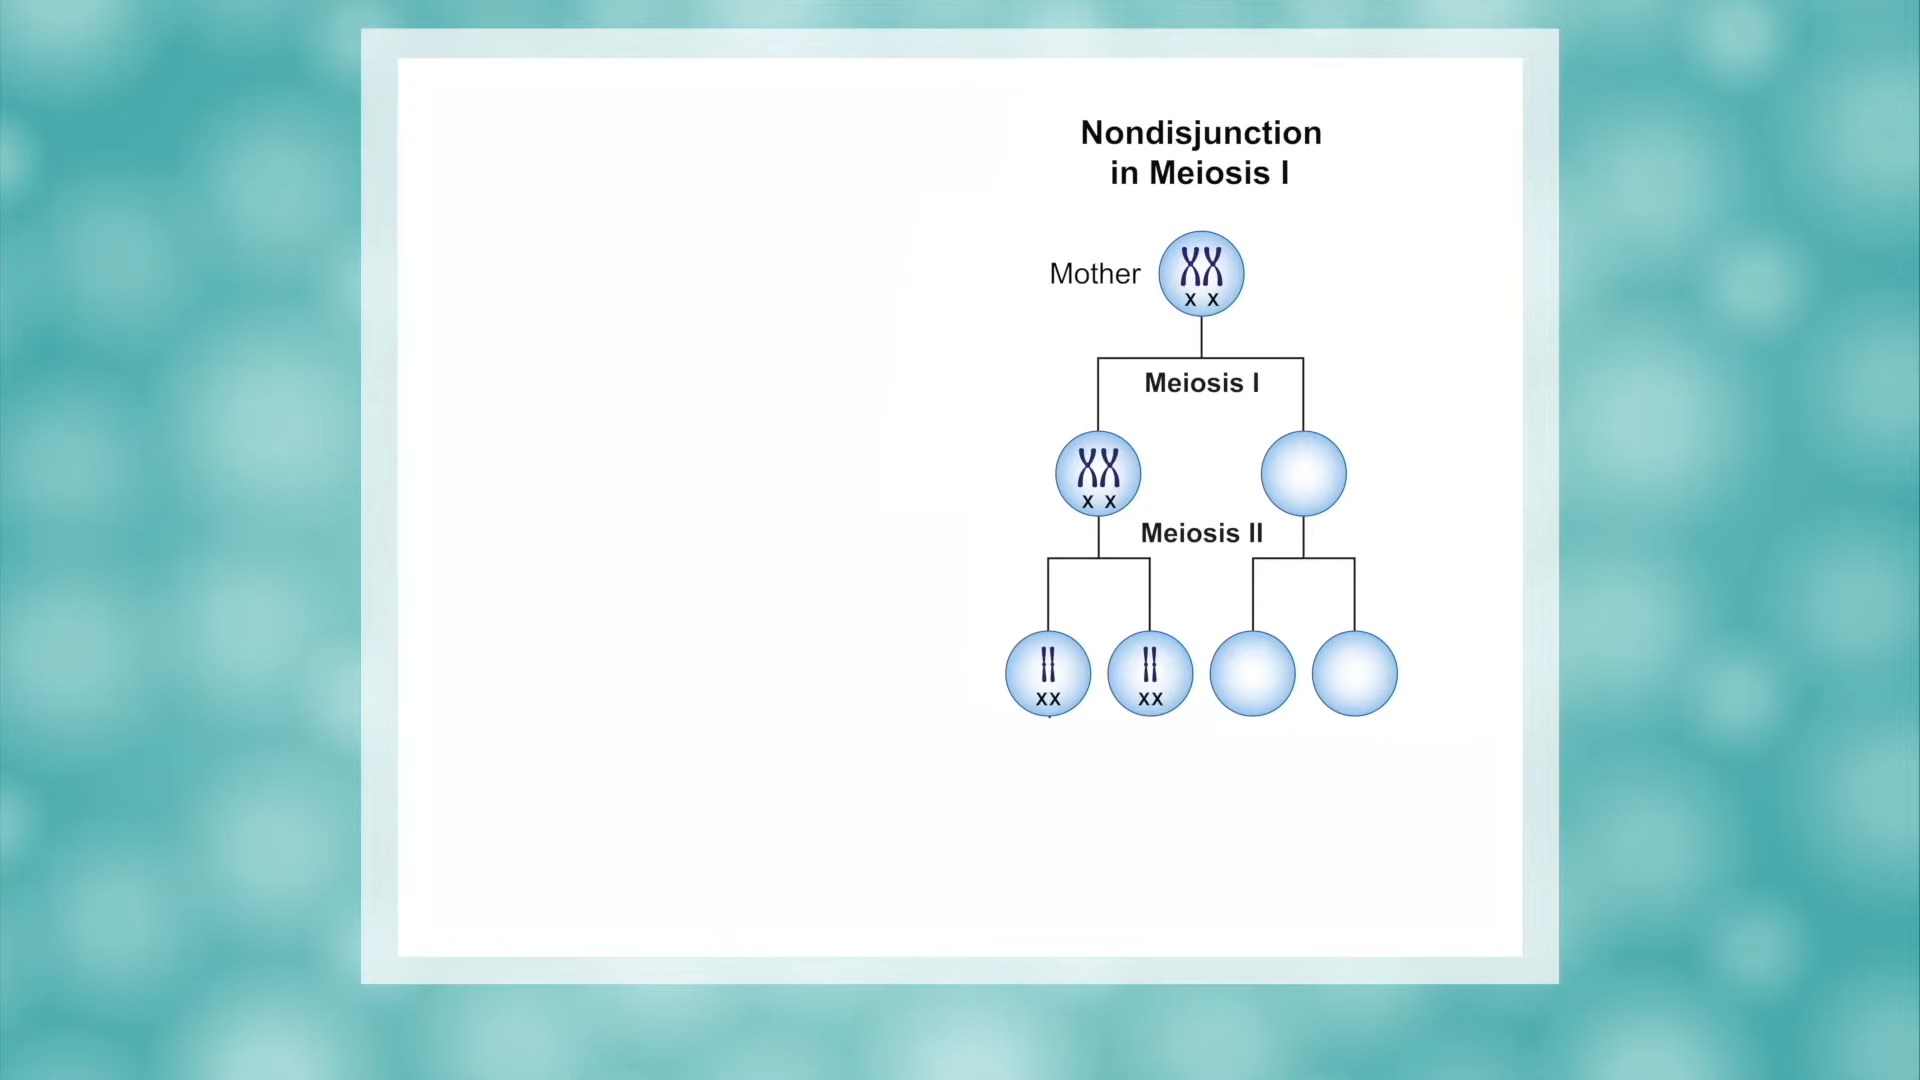 Nondisjunction
in Meiosis I
Mother
X X
Meiosis I
X X
Meiosis II
XX
XX